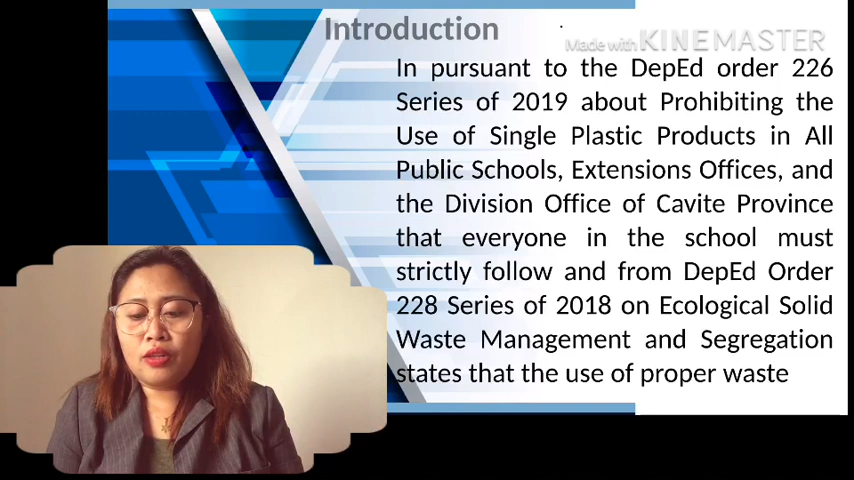 Introduction
Made with KINEMASTER
In pursuant to the DepEd order 226
Series of 2019 about Prohibiting the
Use of Single Plastic Products in All
Public Schools, Extensions Offices, and
the Division Office of Cavite Province
that everyone in the school must
strictly follow and from DepEd Order
228 Series of 2018 on Ecological Solid
Waste Management and Segregation
states that the use of proper waste